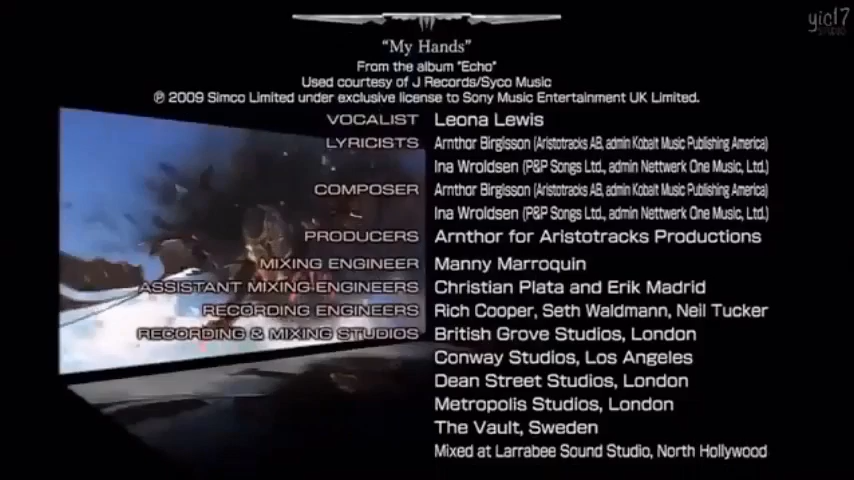 yic17
STUDIO
“My Hands”
From the album "Echo"
Used courtesy of J Records/Syco Music
℗ 2009 Simco Limited under exclusive license to Sony Music Entertainment UK Limited.
VOCALIST Leona Lewis
LYRICISTS Arnthor Birgisson (Aristotracks AB, admin Kobalt Music Publishing America)
Ina Wroldsen (P&P Songs Ltd., admin Nettwerk One Music, Ltd.)
COMPOSER Arnthor Birgisson (Aristotracks AB, admin Kobalt Music Publishing America)
Ina Wroldsen (P&P Songs Ltd., admin Nettwerk One Music, Ltd.)
PRODUCERS Arnthor for Aristotracks Productions
MIXING ENGINEER Manny Marroquin
ASSISTANT MIXING ENGINEERS Christian Plata and Erik Madrid
RECORDING ENGINEERS Rich Cooper, Seth Waldmann, Neil Tucker
RECORDING & MIXING STUDIOS British Grove Studios, London
Conway Studios, Los Angeles
Dean Street Studios, London
Metropolis Studios, London
The Vault, Sweden
Mixed at Larrabee Sound Studio, North Hollywood